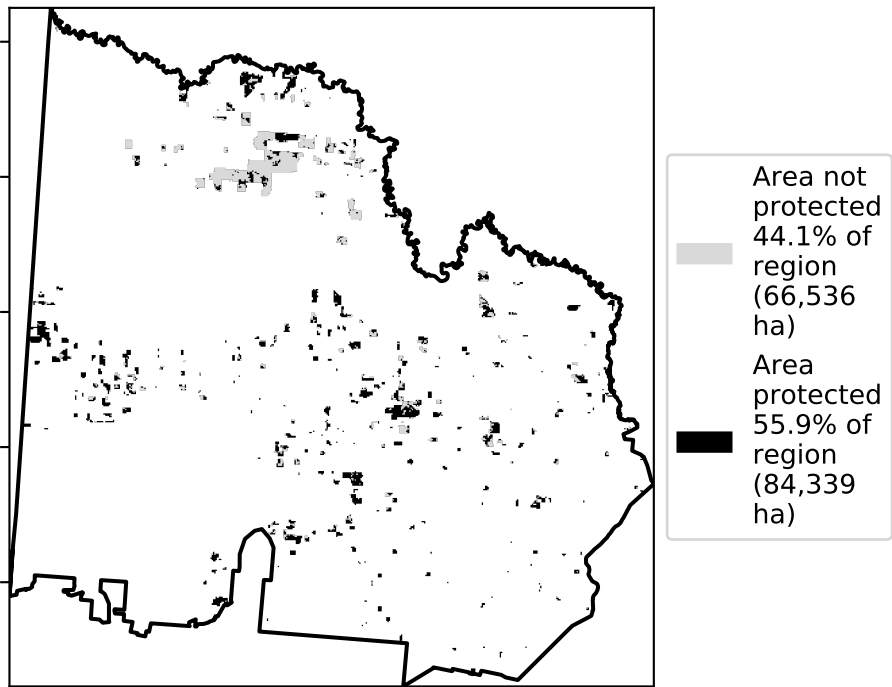 Area not
protected
44.1% of
region
(66,536
ha)
Area
protected
55.9% of
region
(84,339
ha)